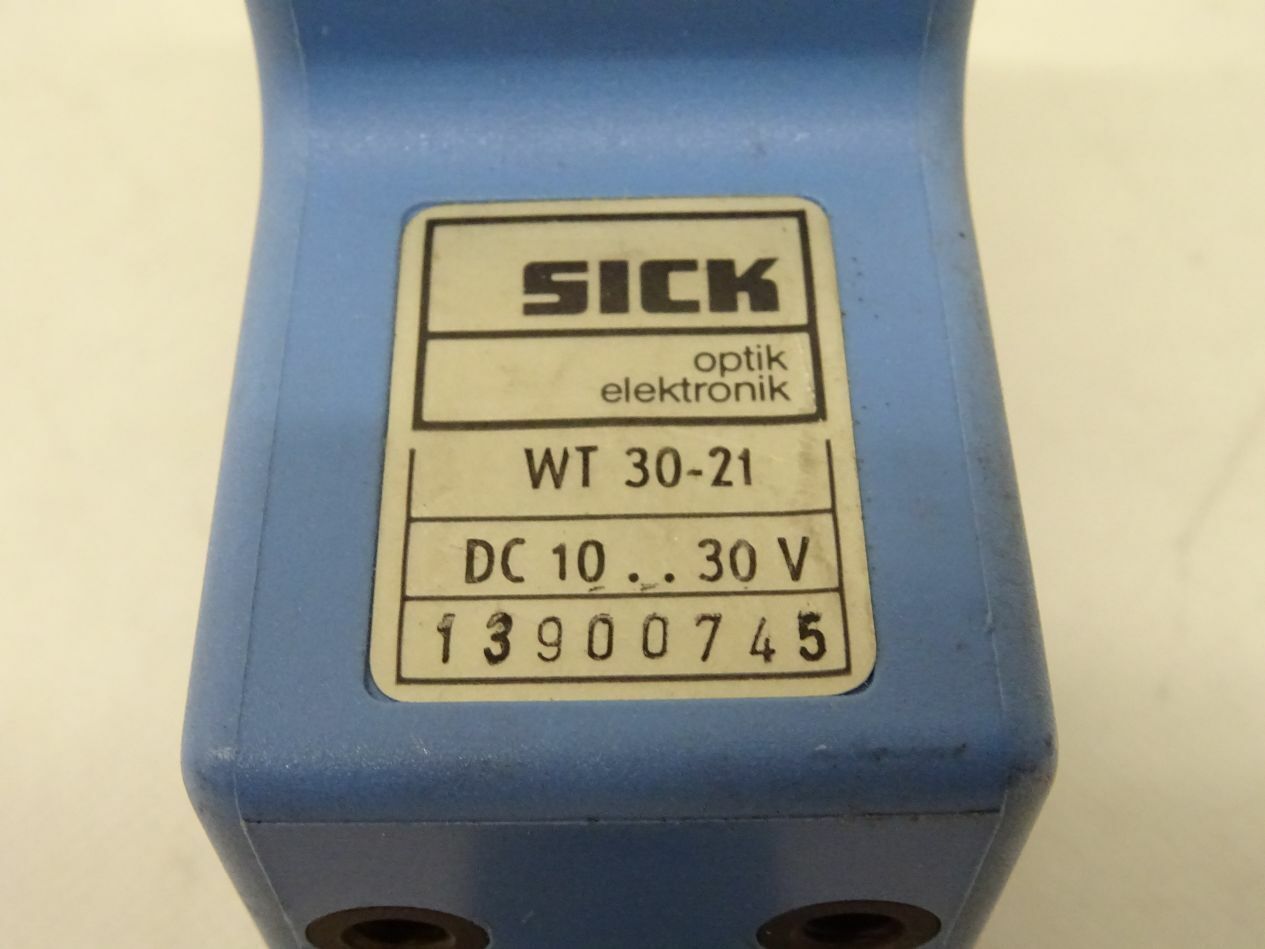 SICK
optik
elektronik
WT 30-21
DC 10 . . 30 V
13900745